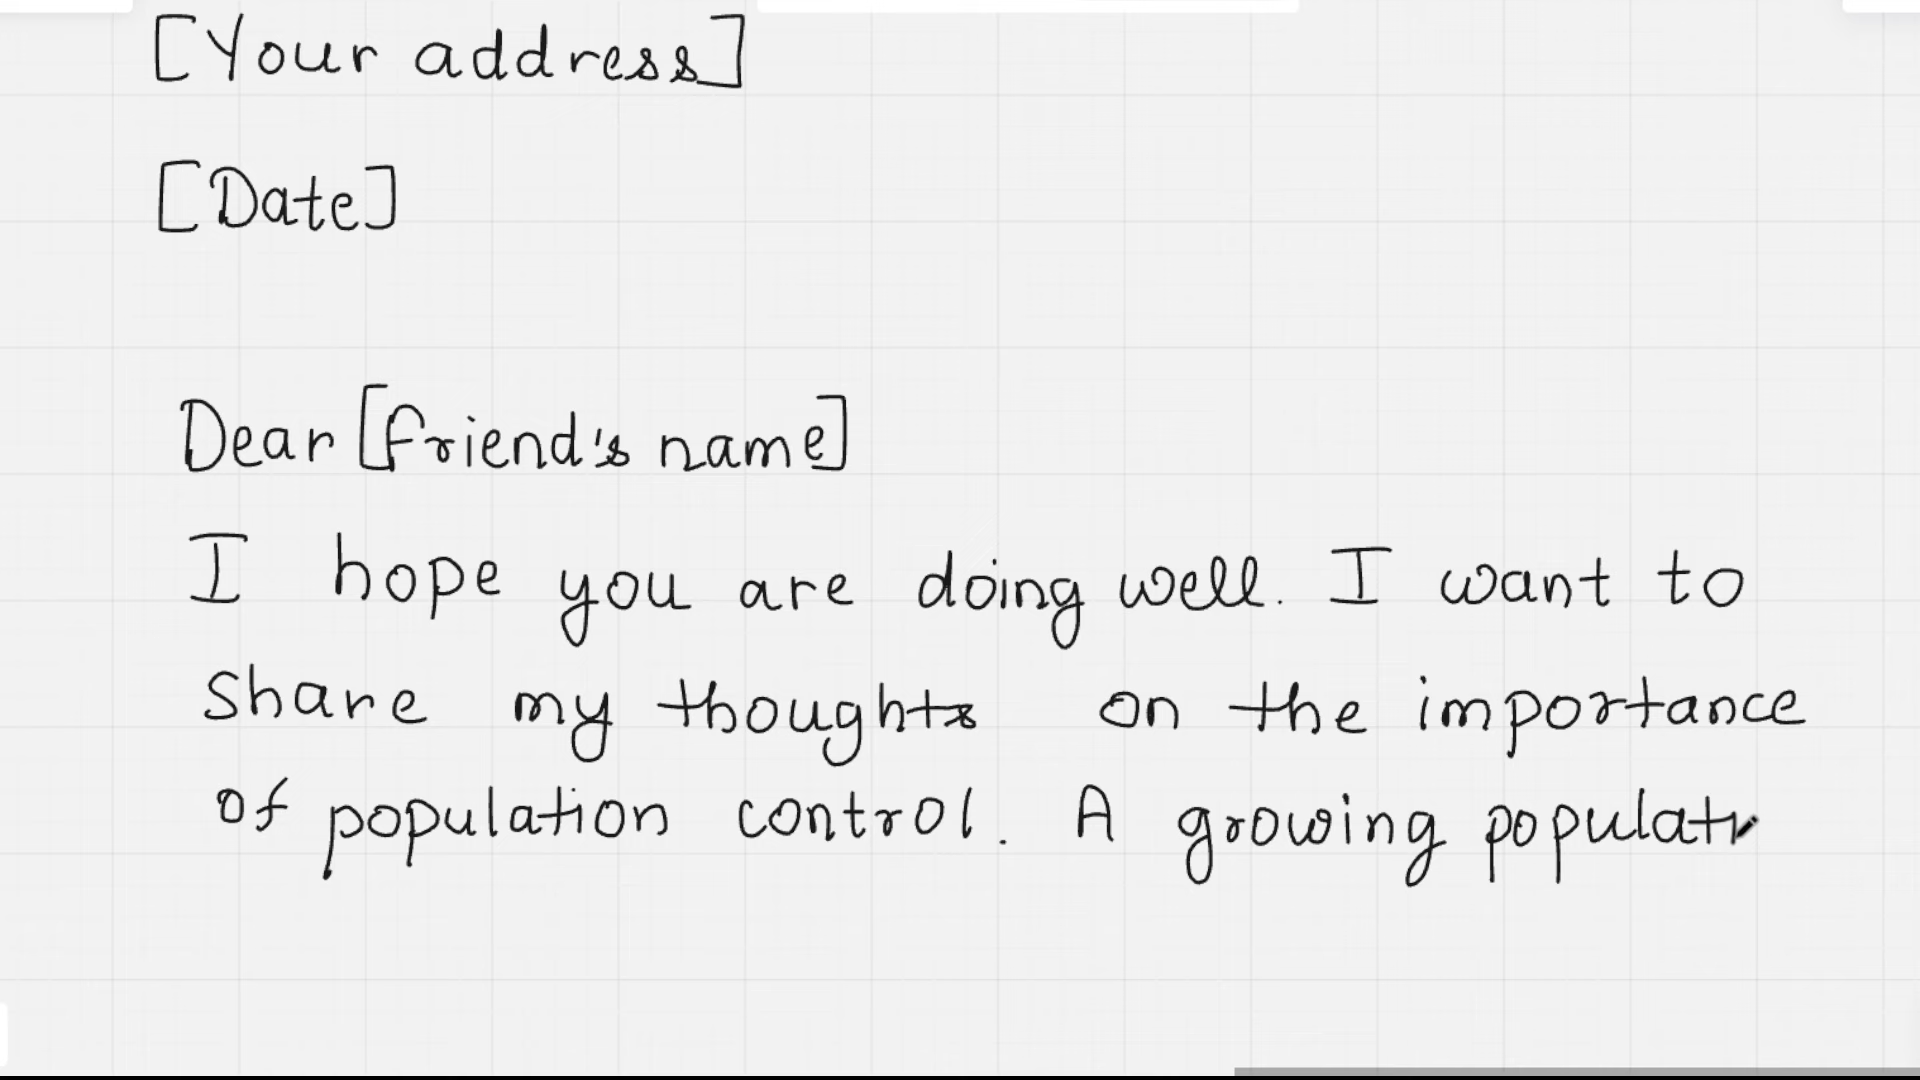 [Your address]
[Date]
Dear [friend's name]
I hope you are doing well. I want to
share my thoughts on the importance
of population control. A growing populati